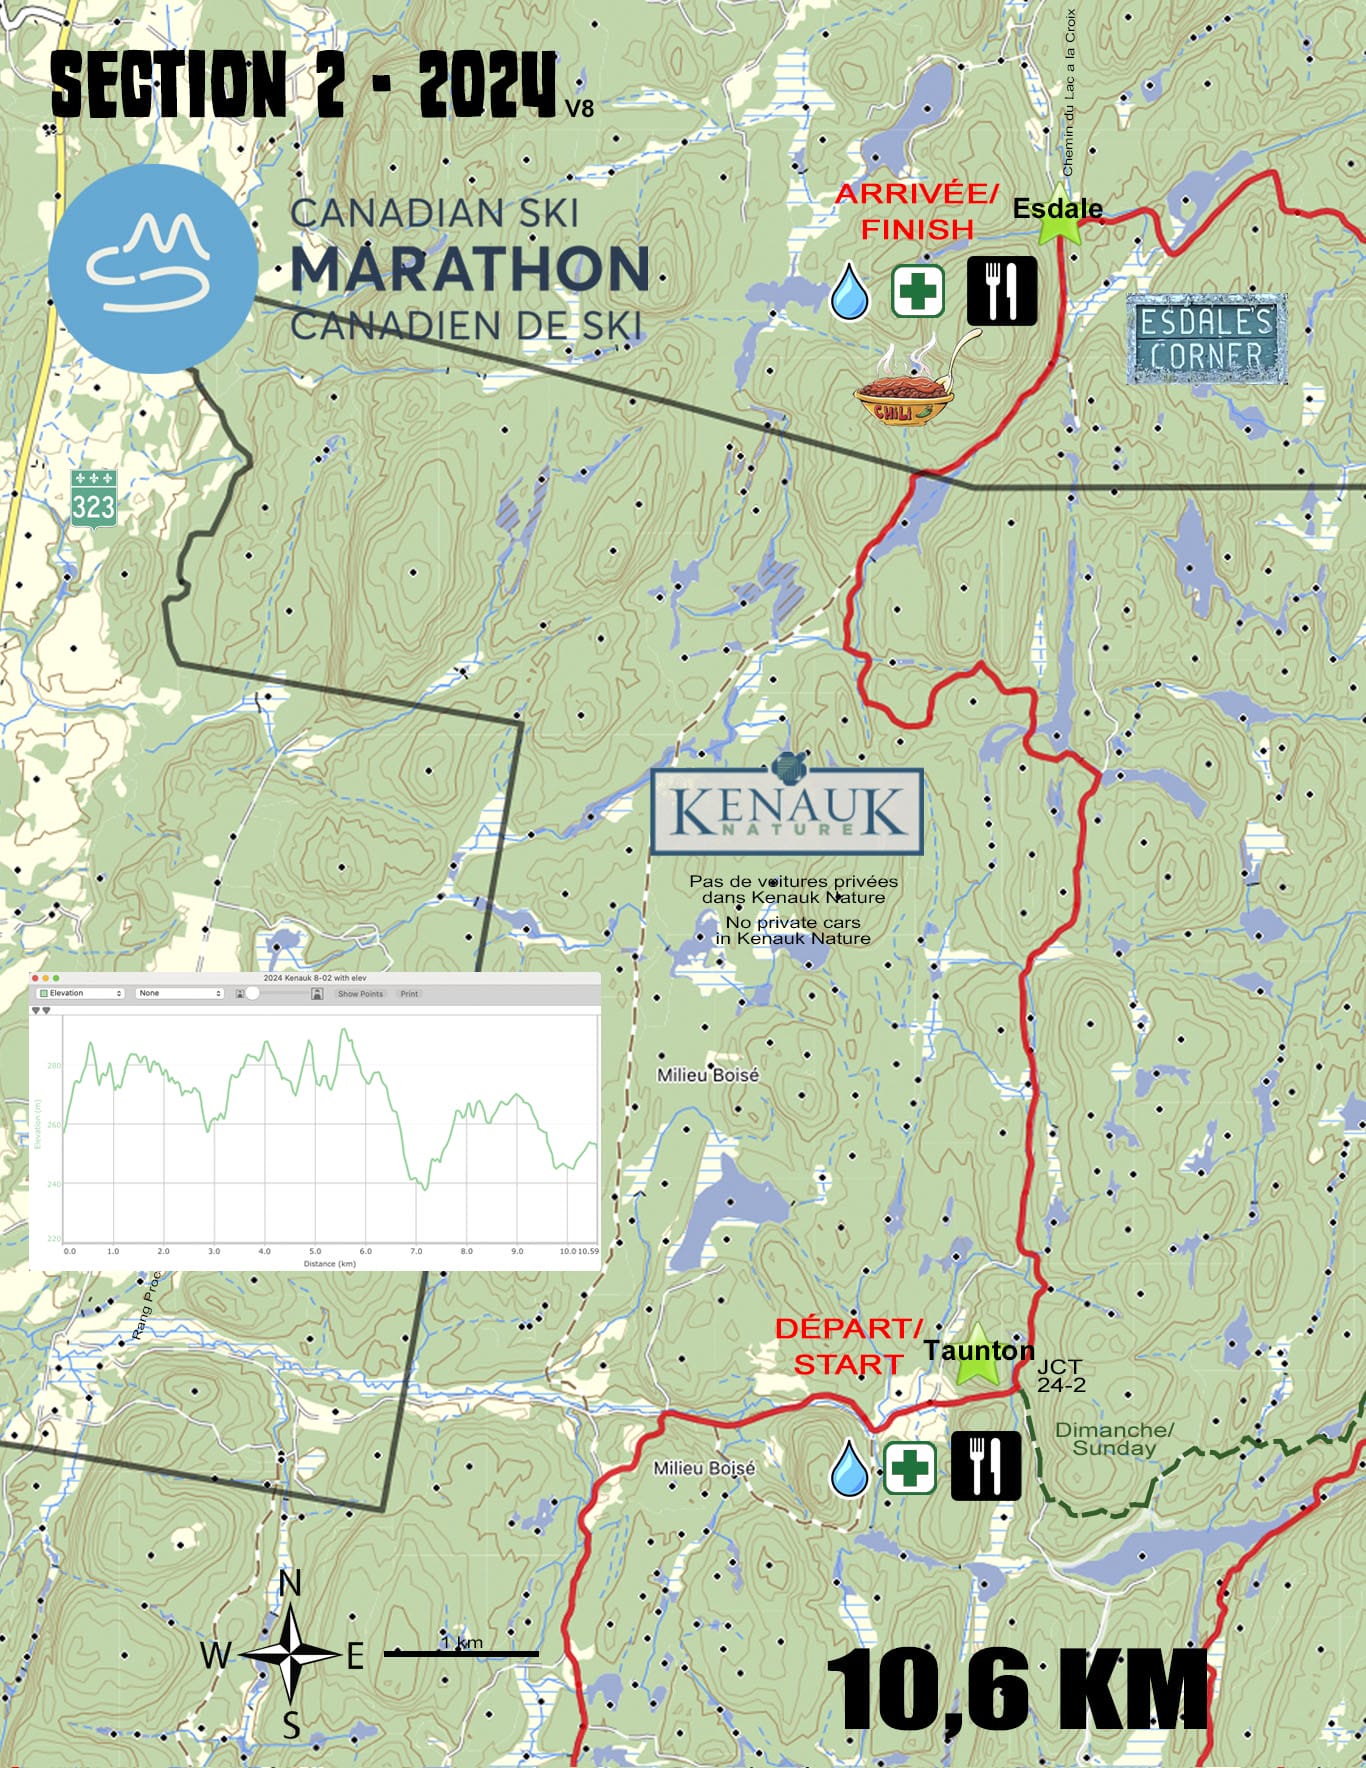 SECTION 2 - 2024 V8
CANADIAN SKI
MARATHON
CANADIEN DE SKI
Chemin du Lac a la Croix
ARRIVÉE/
FINISH
Esdale
ESDALE'S
CORNER
CHILI
323
KENAUK
NATURE
Pas de voitures privées
dans Kenauk Nature
No private cars
in Kenauk Nature
2024 Kenauk 8-02 with elev
Elevation
None
Show Points
Print
280
260
240
220
Elevation (m)
0.0 1.0 2.0 3.0 4.0 5.0 6.0 7.0 8.0 9.0 10.0 10.59
Distance (km)
Milieu Boisé
Rang Proc
DÉPART/
START
Taunton
JCT
24-2
Dimanche/
Sunday
Milieu Boisé
N
W E
S
1 km
10,6 KM